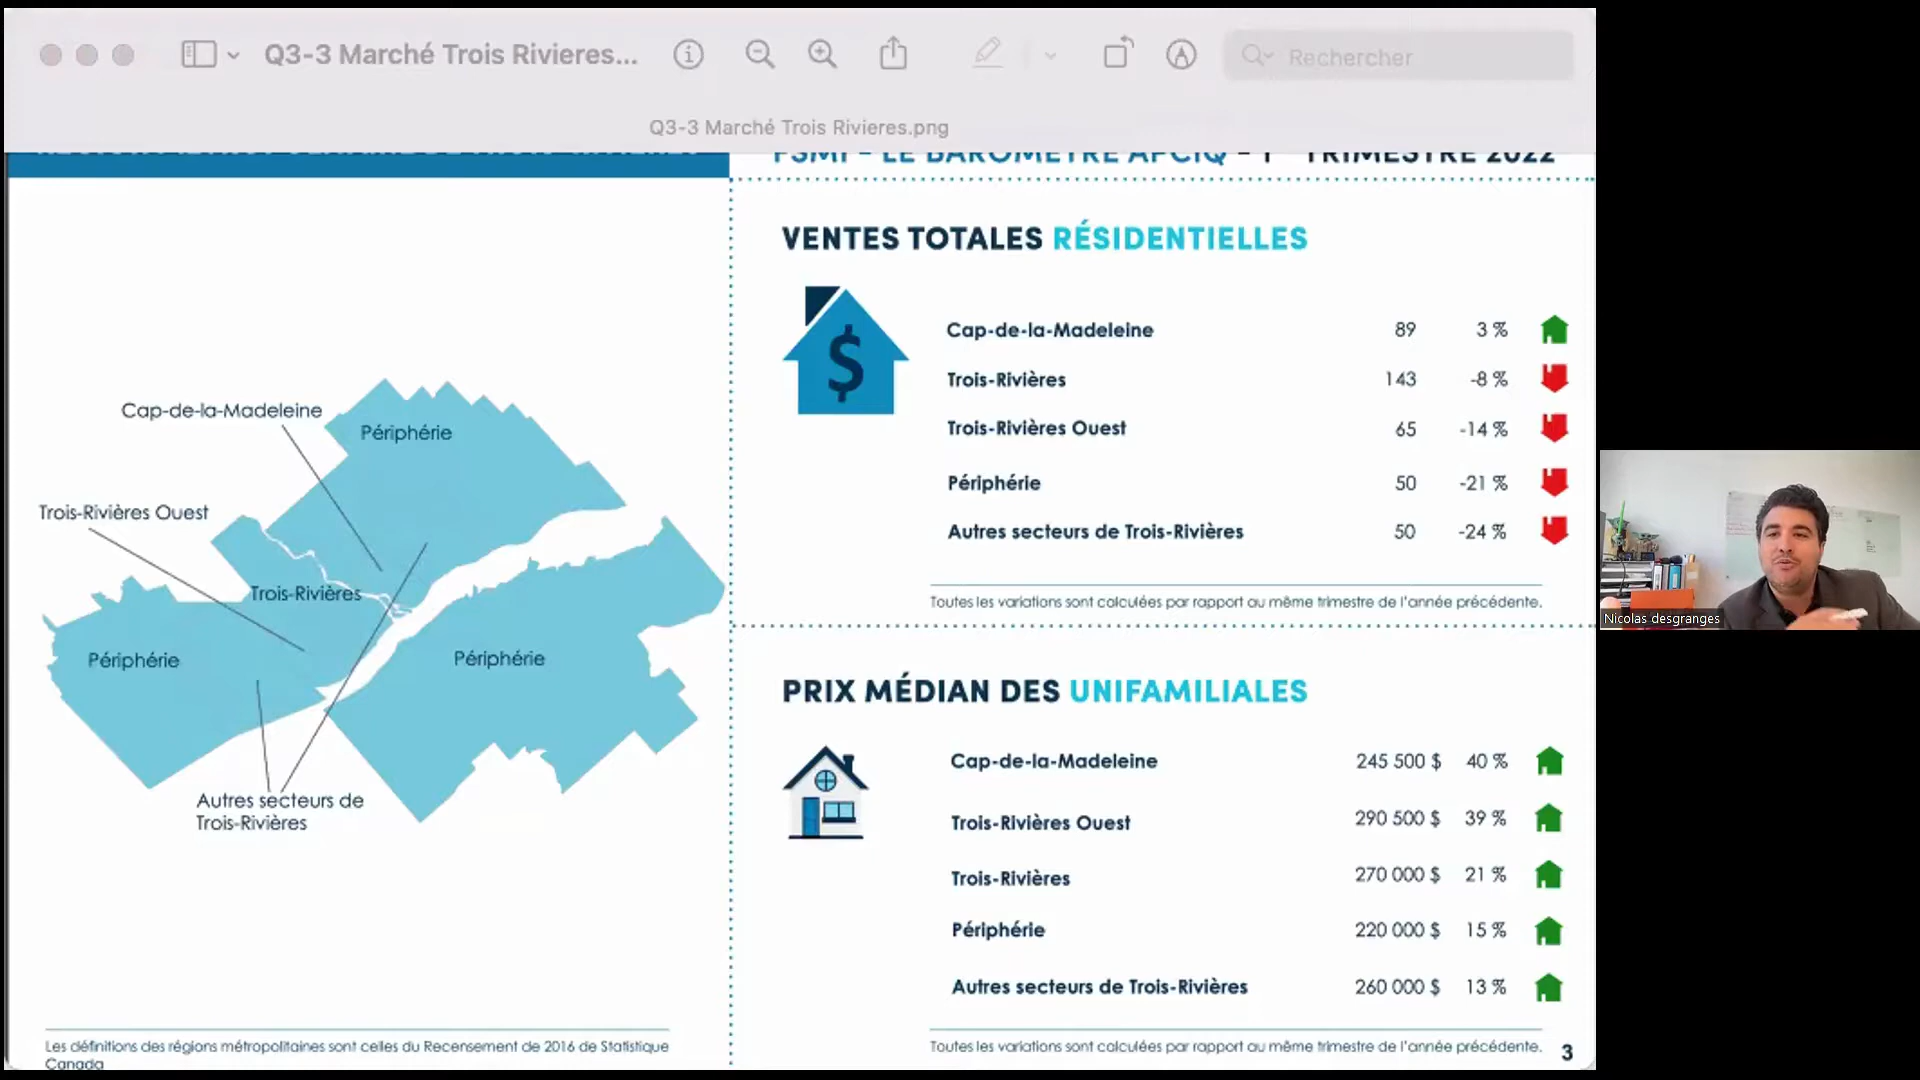 Q3-3 Marché Trois Rivieres...
Rechercher
Q3-3 Marché Trois Rivieres.png
FSMI - LE BAROMÈTRE APCIQ - 1 TRIMESTRE 2022
VENTES TOTALES RÉSIDENTIELLES
Cap-de-la-Madeleine 89 3 %
Trois-Rivières 143 -8 %
Trois-Rivières Ouest 65 -14 %
Périphérie 50 -21 %
Autres secteurs de Trois-Rivières 50 -24 %
Toutes les variations sont calculées par rapport au même trimestre de l'année précédente.
Cap-de-la-Madeleine
Périphérie
Trois-Rivières Ouest
Trois-Rivières
Périphérie
Périphérie
Autres secteurs de
Trois-Rivières
PRIX MÉDIAN DES UNIFAMILIALES
Cap-de-la-Madeleine 245 500 $ 40 %
Trois-Rivières Ouest 290 500 $ 39 %
Trois-Rivières 270 000 $ 21 %
Périphérie 220 000 $ 15 %
Autres secteurs de Trois-Rivières 260 000 $ 13 %
Toutes les variations sont calculées par rapport au même trimestre de l'année précédente.
3
Les définitions des régions métropolitaines sont celles du Recensement de 2016 de Statistique
Canada
Nicolas desgranges
$